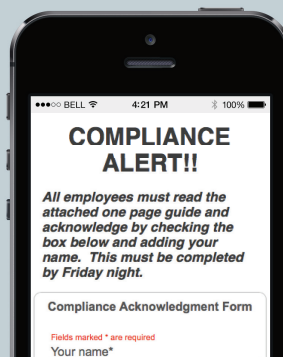 BELL 4:21 PM 100%
COMPLIANCE
ALERT!!
All employees must read the
attached one page guide and
acknowledge by checking the
box below and adding your
name. This must be completed
by Friday night.
Compliance Acknowledgment Form
Fields marked * are required
Your name*